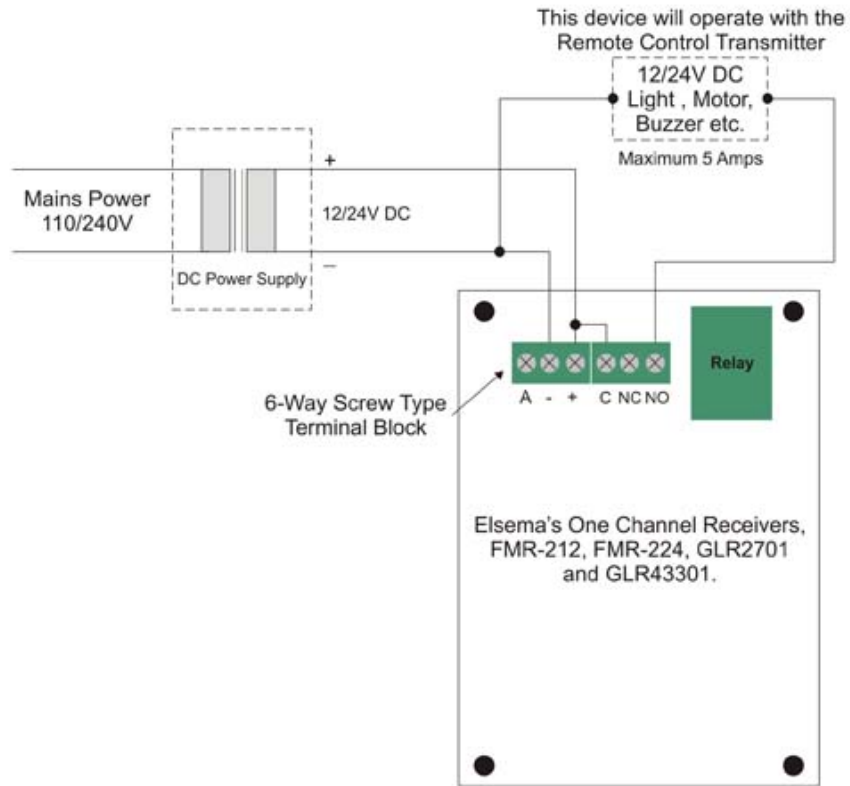 This device will operate with the
Remote Control Transmitter
12/24V DC
Light , Motor,
Buzzer etc.
Maximum 5 Amps
Mains Power
110/240V
+
12/24V DC
–
DC Power Supply
6-Way Screw Type
Terminal Block
A - + C NC NO
Relay
Elsema's One Channel Receivers,
FMR-212, FMR-224, GLR2701
and GLR43301.